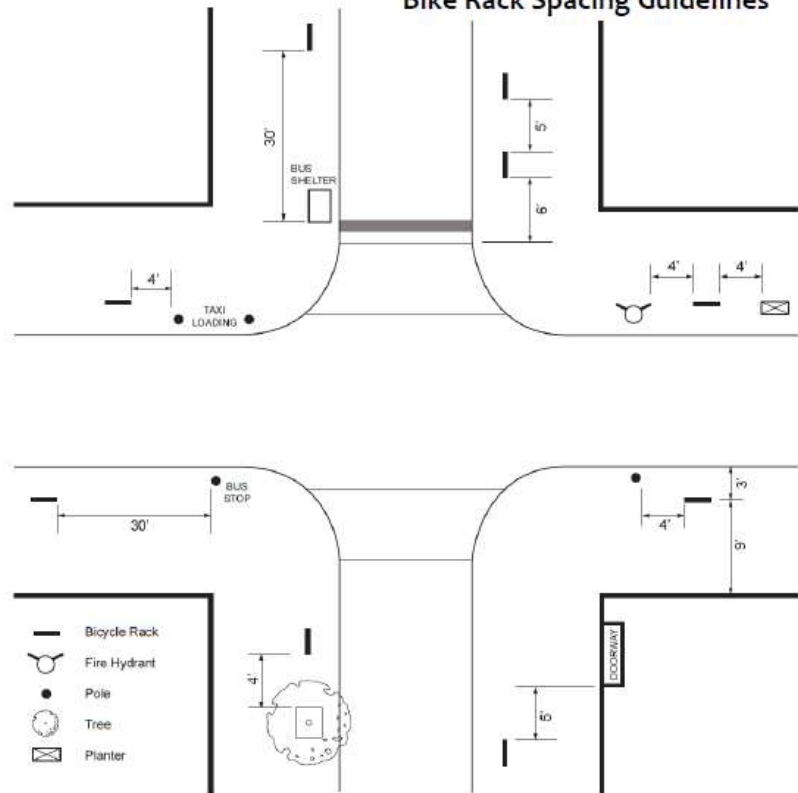 Bike Rack Spacing Guidelines
30'
BUS
SHELTER
5'
6'
4'
TAXI
LOADING
4'
4'
BUS
STOP
30'
3'
4'
9'
Bicycle Rack
Fire Hydrant
Pole
Tree
Planter
4'
DOORWAY
5'